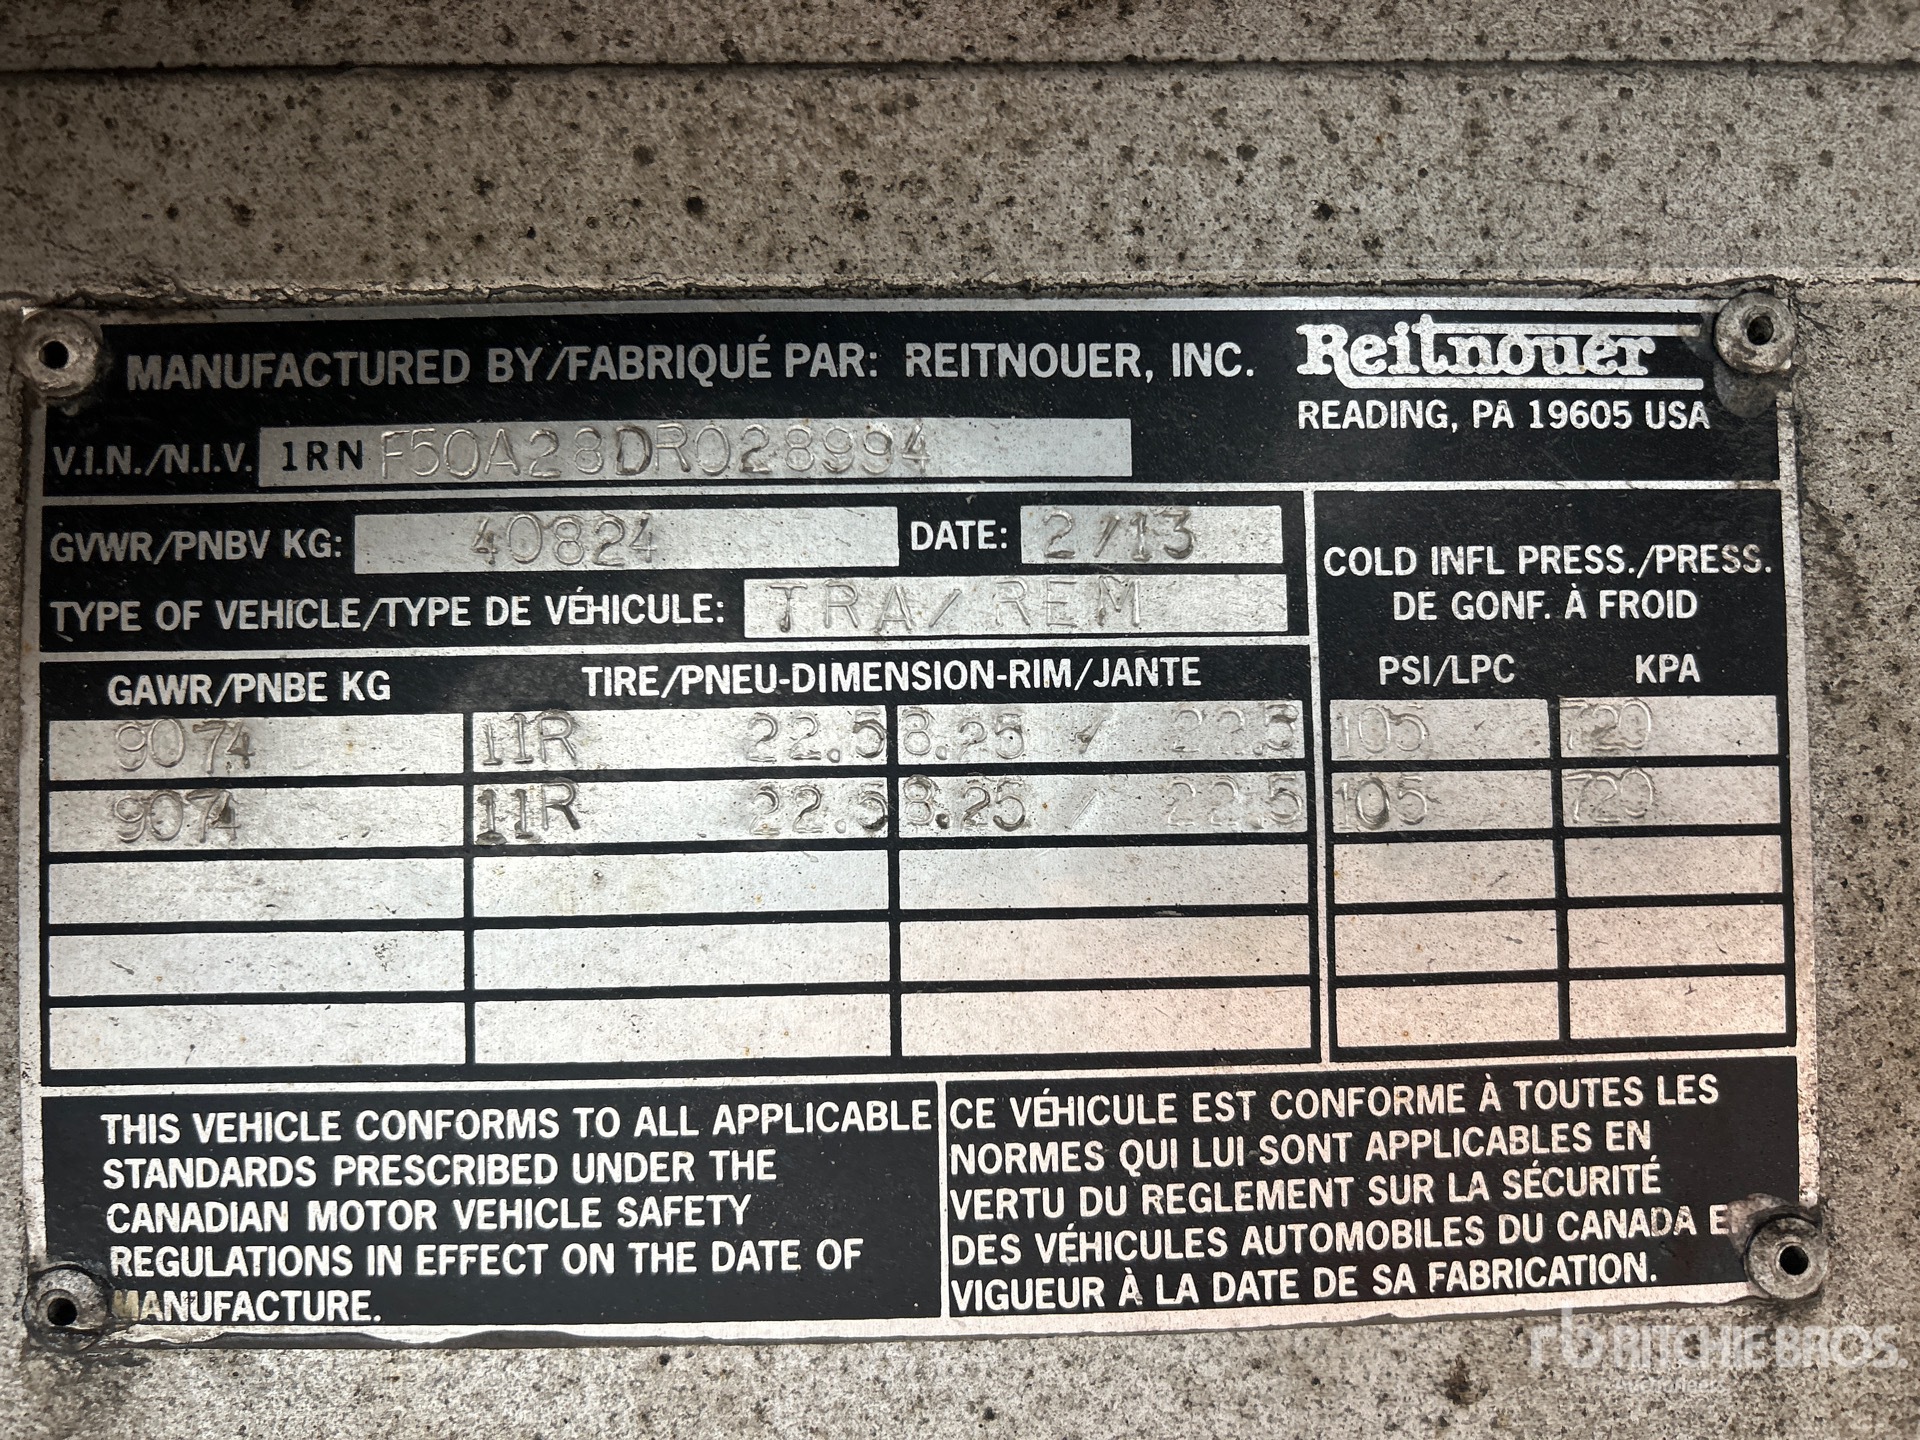 MANUFACTURED BY/FABRIQUÉ PAR: REITNOUER, INC.
Reitnouer
READING, PA 19605 USA
V.I.N./N.I.V. 1RN F50A28DR028994
GVWR/PNBV KG: 40824 DATE: 2/13
TYPE OF VEHICLE/TYPE DE VÉHICULE: TRA/REM
COLD INFL PRESS./PRESS.
DE GONF. À FROID
GAWR/PNBE KG TIRE/PNEU-DIMENSION-RIM/JANTE PSI/LPC KPA
9074 11R 22.5 8.25 / 22.5 105 720
9074 11R 22.5 8.25 / 22.5 105 720
THIS VEHICLE CONFORMS TO ALL APPLICABLE
STANDARDS PRESCRIBED UNDER THE
CANADIAN MOTOR VEHICLE SAFETY
REGULATIONS IN EFFECT ON THE DATE OF
MANUFACTURE.
CE VÉHICULE EST CONFORME À TOUTES LES
NORMES QUI LUI SONT APPLICABLES EN
VERTU DU REGLEMENT SUR LA SÉCURITÉ
DES VÉHICULES AUTOMOBILES DU CANADA E
VIGUEUR À LA DATE DE SA FABRICATION.
rb RITCHIE BROS.
Auctioneers